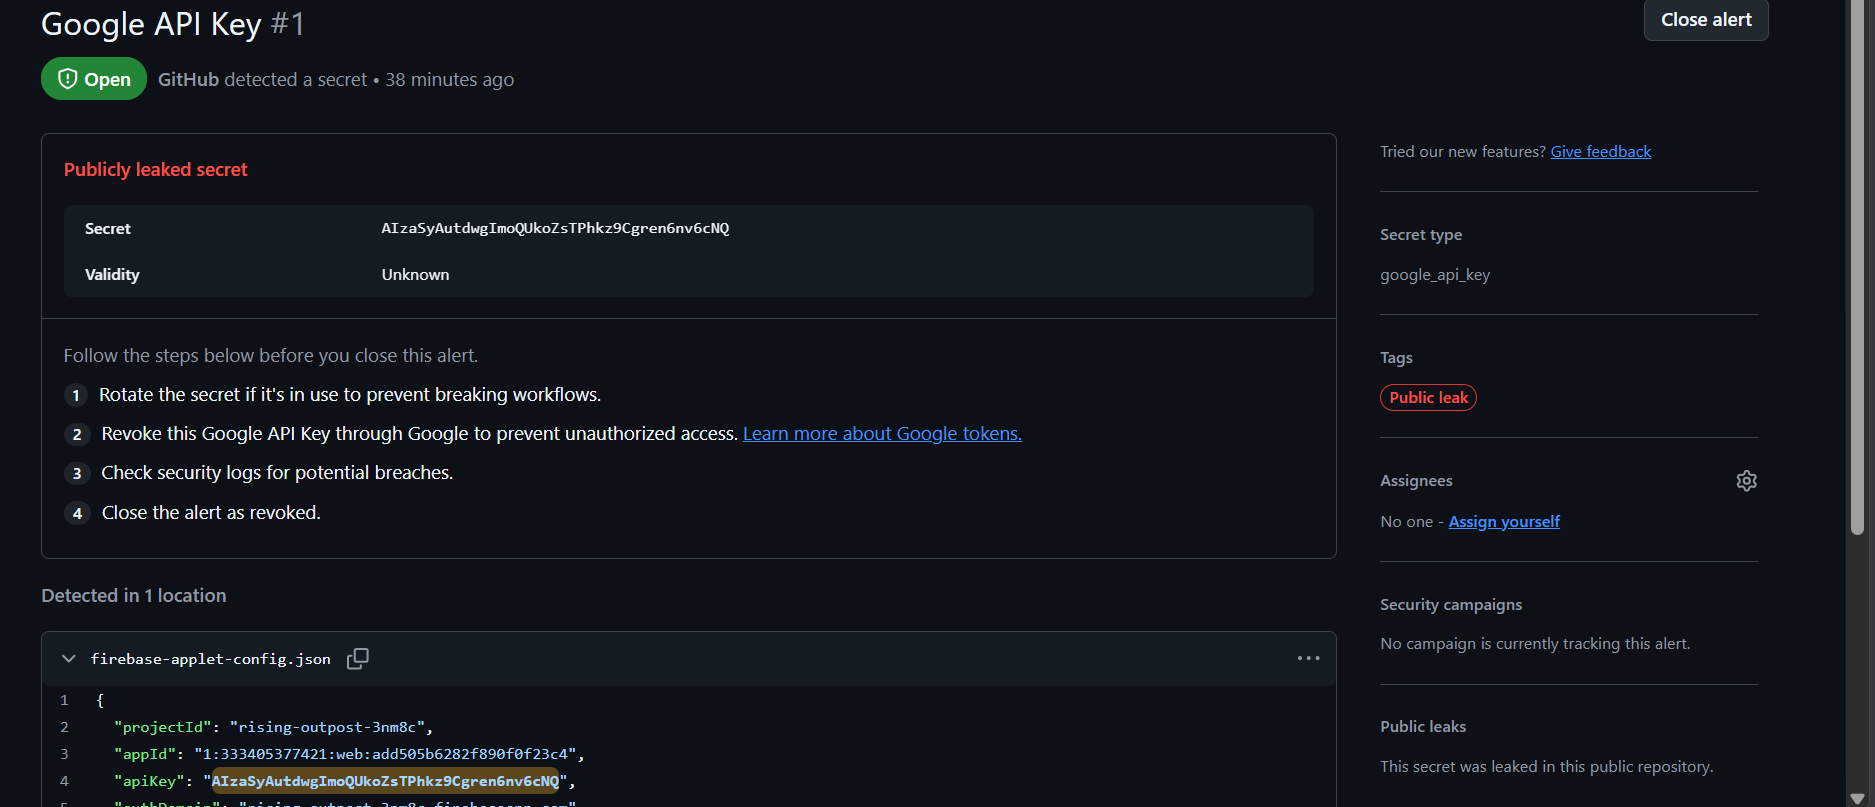 Google API Key #1
Close alert
Open
GitHub detected a secret • 38 minutes ago
Publicly leaked secret
Secret
AIzaSyAutdwgImoQUkoZsTPhkz9Cgren6nv6cNQ
Validity
Unknown
Follow the steps below before you close this alert.
1 Rotate the secret if it's in use to prevent breaking workflows.
2 Revoke this Google API Key through Google to prevent unauthorized access. Learn more about Google tokens.
3 Check security logs for potential breaches.
4 Close the alert as revoked.
Detected in 1 location
firebase-applet-config.json
1 {
2 "projectId": "rising-outpost-3nm8c",
3 "appId": "1:333405377421:web:add505b6282f890f0f23c4",
4 "apiKey": "AIzaSyAutdwgImoQUkoZsTPhkz9Cgren6nv6cNQ",
Tried our new features? Give feedback
Secret type
google_api_key
Tags
Public leak
Assignees
No one - Assign yourself
Security campaigns
No campaign is currently tracking this alert.
Public leaks
This secret was leaked in this public repository.